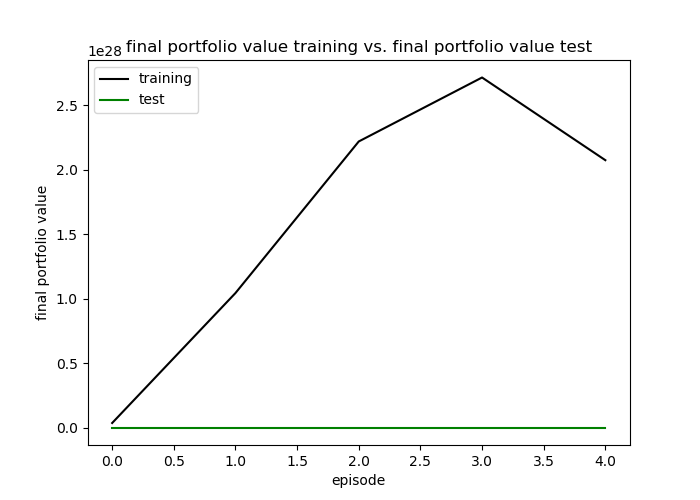 final portfolio value training vs. final portfolio value test
1e28
training
test
final portfolio value
2.5
2.0
1.5
1.0
0.5
0.0
0.0 0.5 1.0 1.5 2.0 2.5 3.0 3.5 4.0
episode